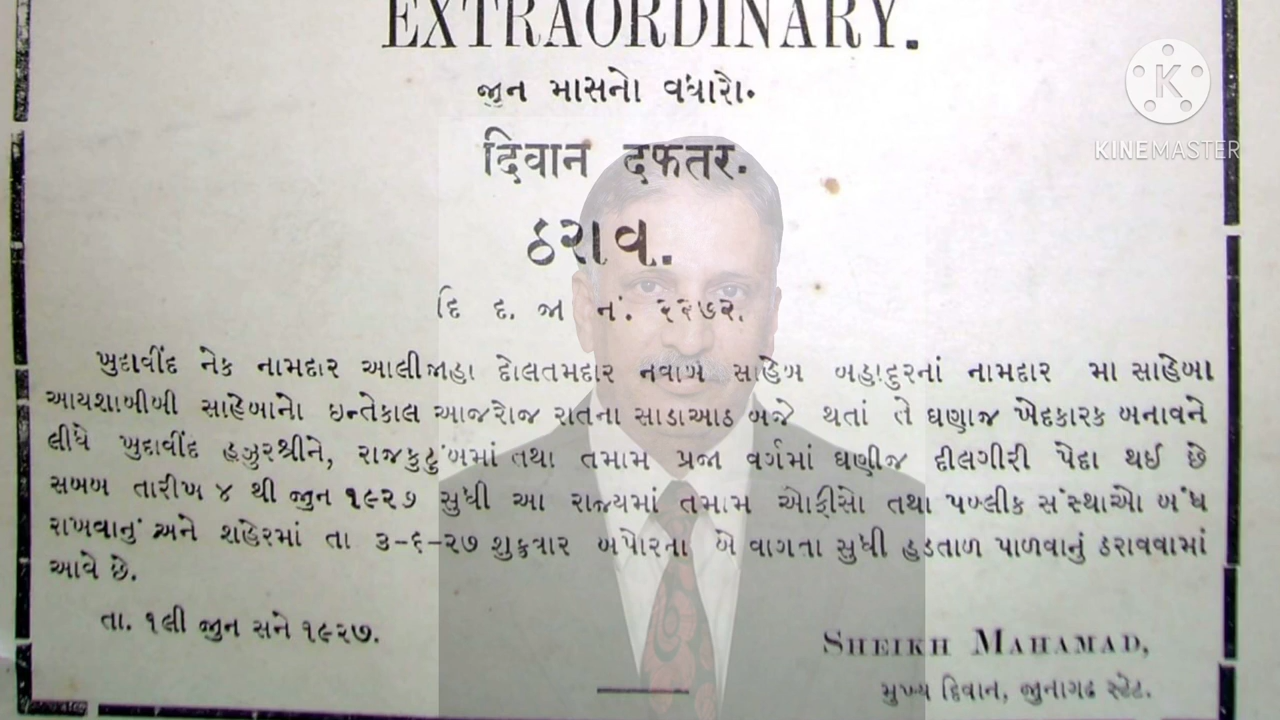 EXTRAORDINARY.
જુન માસનો વધારો.
દિવાન દફતર.
ઠરાવ.
દિ દ. જા નં. ૨૨૭૨.
ખુદાવીંદ નેક નામદાર આલીજાહા દોલતમદાર નવાબ સાહેબ બહાદુરનાં નામદાર મા સાહેબા
આયશાબીબી સાહેબાનો ઇન્તેકાલ આજરોજ રાતના સાડાઆઠ બજે થતાં તે ઘણાજ ખેદકારક બનાવને
લીધે ખુદાવીંદ હઝુરશ્રીને, રાજકુટુંબમાં તથા તમામ પ્રજા વર્ગમાં ઘણીજ દીલગીરી પેદા થઈ છે
સબબ તારીખ ૪ થી જુન ૧૯૨૭ સુધી આ રાજ્યમાં તમામ ઓફીસો તથા પબ્લીક સંસ્થાઓ બંધ
રાખવાનું અને શહેરમાં તા ૩-૬-૨૭ શુક્રવાર બપોરના બે વાગતા સુધી હડતાળ પાળવાનું ઠરાવવામાં
આવે છે.
તા. ૧લી જુન સને ૧૯૨૭.
SHEIKH MAHAMAD,
મુખ્ય દિવાન, જુનાગઢ સ્ટેટ.
K
KINEMASTER